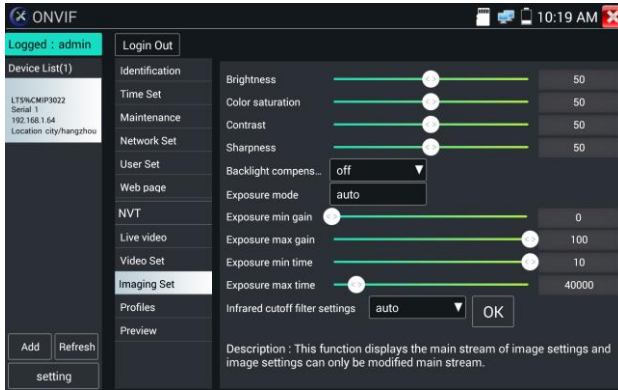 ONVIF
10:19 AM
Logged : admin
Login Out
Device List(1)
LTS%CMIP3022
Serial 1
192.168.1.64
Location city/hangzhou
Add
Refresh
setting
Identification
Time Set
Maintenance
Network Set
User Set
Web page
NVT
Live video
Video Set
Imaging Set
Profiles
Preview
Brightness 50
Color saturation 50
Contrast 50
Sharpness 50
Backlight compens... off
Exposure mode auto
Exposure min gain 0
Exposure max gain 100
Exposure min time 10
Exposure max time 40000
Infrared cutoff filter settings auto OK
Description : This function displays the main stream of image settings and
image settings can only be modified main stream.